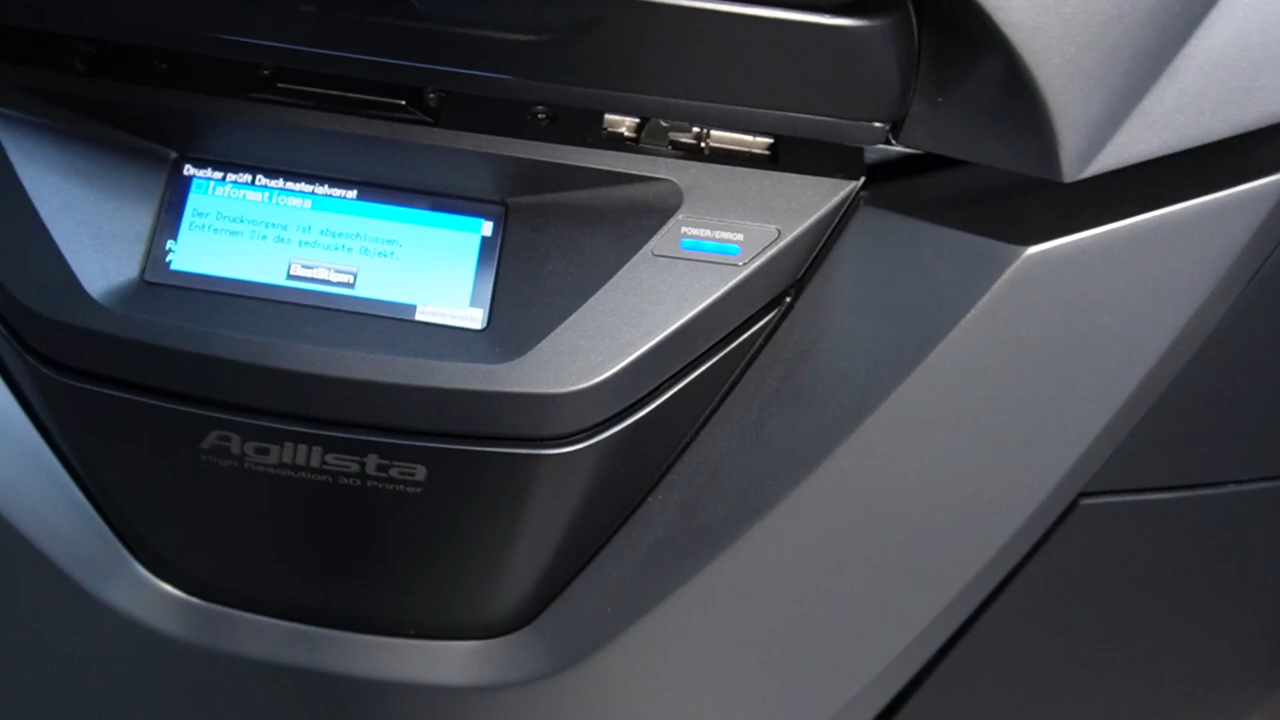 Drucker prüft Druckmaterialvorrat
Informationen
Der Druckvorgang ist abgeschlossen.
Entfernen Sie das gedruckte Objekt.
Bestätigen
POWER/ERROR
Agilista
High Resolution 3D Printer